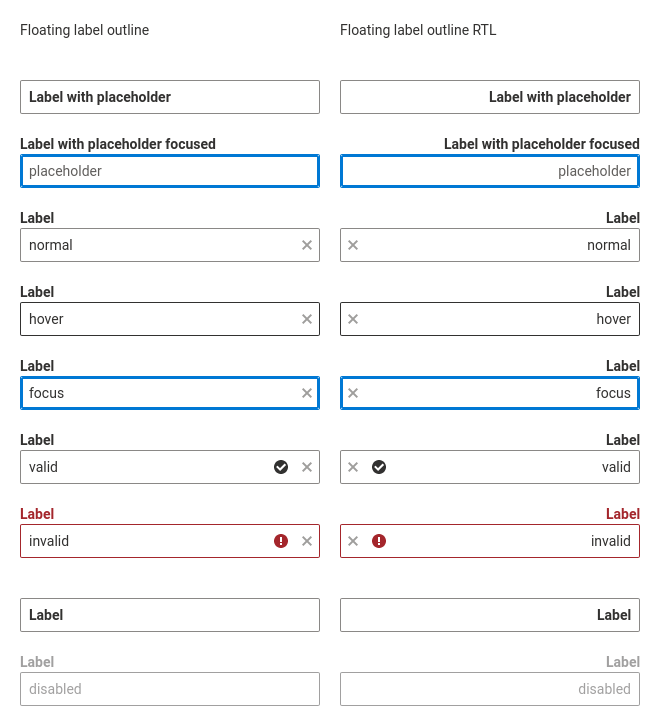 Floating label outline
Label with placeholder
Label with placeholder focused
placeholder
Label
normal
Label
hover
Label
focus
Label
valid
Label
invalid
Label
Label
disabled
Floating label outline RTL
Label with placeholder
Label with placeholder focused
placeholder
Label
normal
Label
hover
Label
focus
Label
valid
Label
invalid
Label
Label
disabled